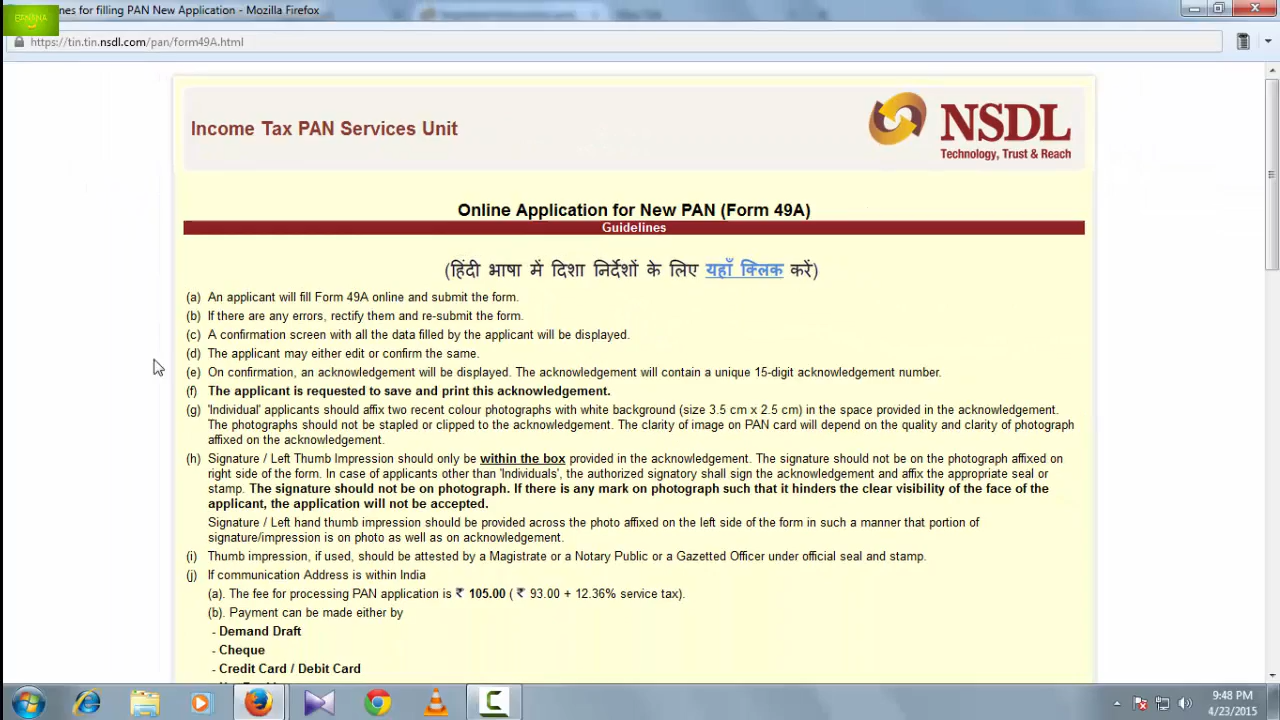 BANANA
nes for filling PAN New Application - Mozilla Firefox
https://tin.tin.nsdl.com/pan/form49A.html
Income Tax PAN Services Unit
NSDL
Technology, Trust & Reach
Online Application for New PAN (Form 49A)
Guidelines
(हिंदी भाषा में दिशा निर्देशों के लिए यहाँ क्लिक करें)
(a) An applicant will fill Form 49A online and submit the form.
(b) If there are any errors, rectify them and re-submit the form.
(c) A confirmation screen with all the data filled by the applicant will be displayed.
(d) The applicant may either edit or confirm the same.
(e) On confirmation, an acknowledgement will be displayed. The acknowledgement will contain a unique 15-digit acknowledgement number.
(f) The applicant is requested to save and print this acknowledgement.
(g) 'Individual' applicants should affix two recent colour photographs with white background (size 3.5 cm x 2.5 cm) in the space provided in the acknowledgement.
The photographs should not be stapled or clipped to the acknowledgement. The clarity of image on PAN card will depend on the quality and clarity of photograph
affixed on the acknowledgement.
(h) Signature / Left Thumb Impression should only be within the box provided in the acknowledgement. The signature should not be on the photograph affixed on
right side of the form. In case of applicants other than 'Individuals', the authorized signatory shall sign the acknowledgement and affix the appropriate seal or
stamp. The signature should not be on photograph. If there is any mark on photograph such that it hinders the clear visibility of the face of the
applicant, the application will not be accepted.
Signature / Left hand thumb impression should be provided across the photo affixed on the left side of the form in such a manner that portion of
signature/impression is on photo as well as on acknowledgement.
(i) Thumb impression, if used, should be attested by a Magistrate or a Notary Public or a Gazetted Officer under official seal and stamp.
(j) If communication Address is within India
(a). The fee for processing PAN application is ₹ 105.00 ( ₹ 93.00 + 12.36% service tax).
(b). Payment can be made either by
- Demand Draft
- Cheque
- Credit Card / Debit Card
9:48 PM
4/23/2015